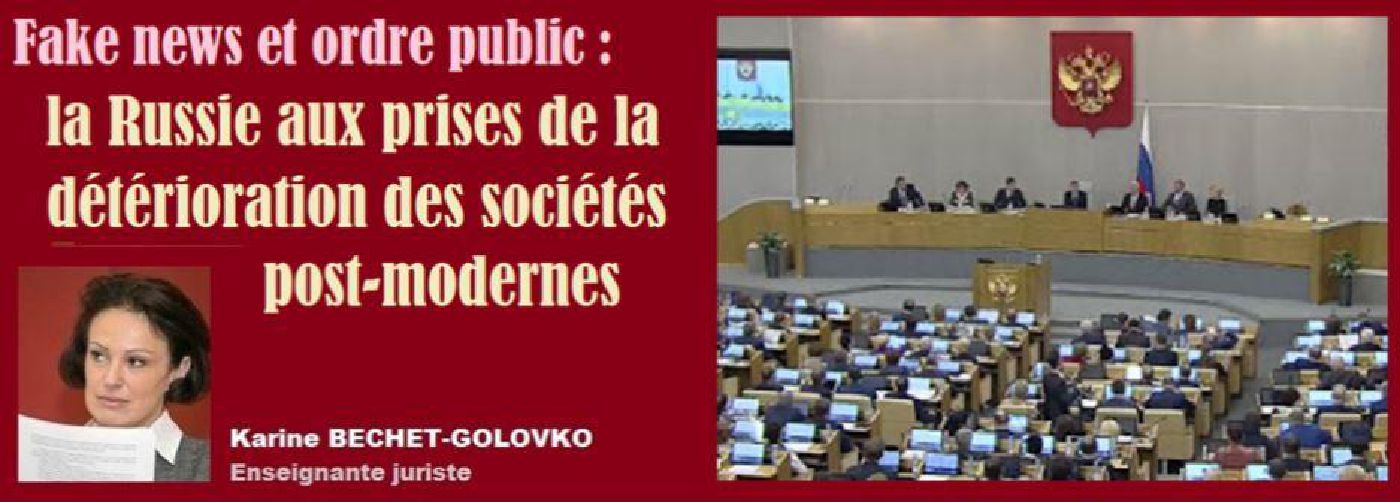 Fake news et ordre public :
la Russie aux prises de la
détérioration des sociétés
post-modernes
Karine BECHET-GOLOVKO
Enseignante juriste